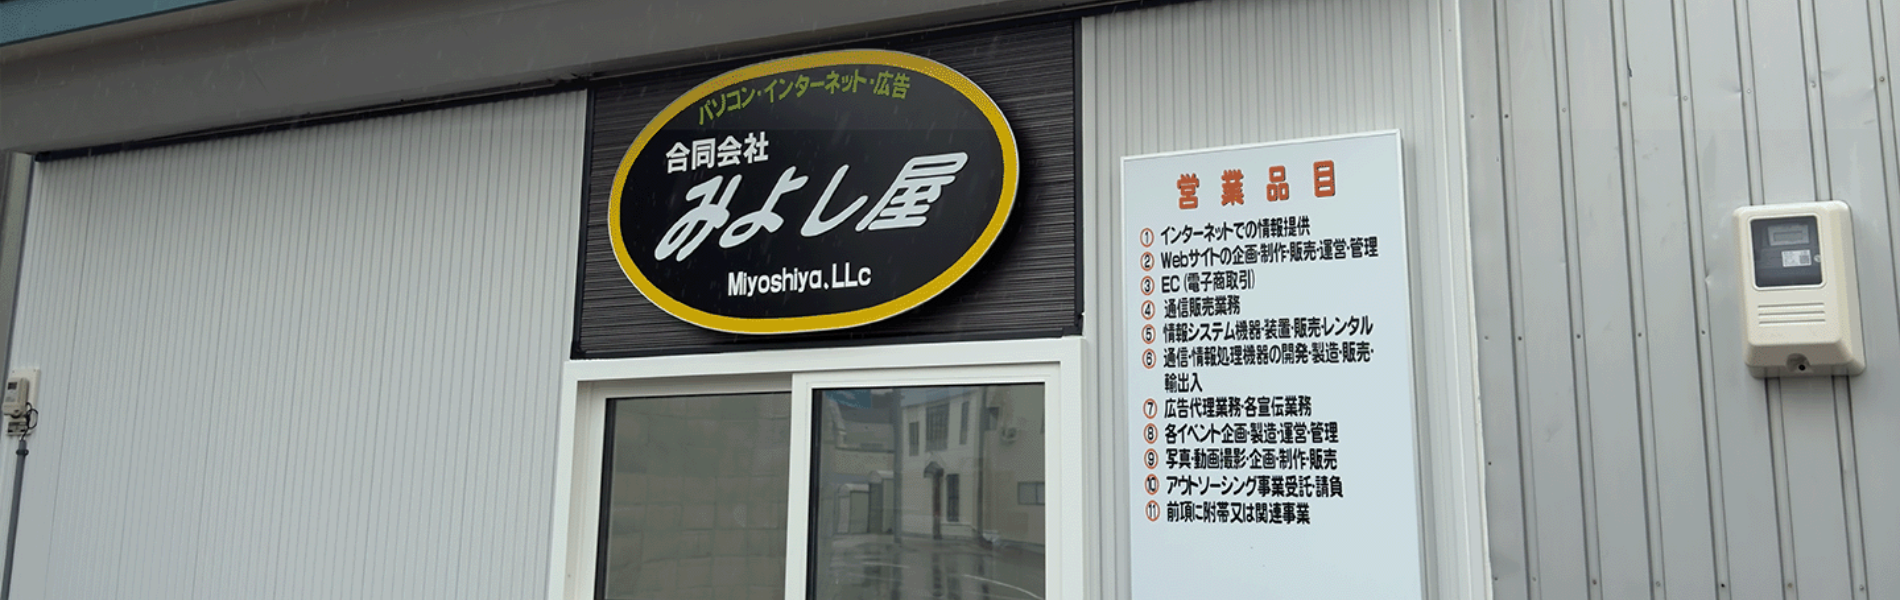 パソコン・インターネット・広告
合同会社
みよし屋
Miyoshiya.LLc
営業品目
① インターネットでの情報提供
② Webサイトの企画・制作・販売・運営・管理
③ EC(電子商取引)
④ 通信販売業務
⑤ 情報システム機器・装置・販売・レンタル
⑥ 通信・情報処理機器の開発・製造・販売・
輸出入
⑦ 広告代理業務・各宣伝業務
⑧ 各イベント企画・製造・運営・管理
⑨ 写真・動画撮影・企画・制作・販売
⑩ アウトソーシング事業受託・請負
⑪ 前項に附帯又は関連事業